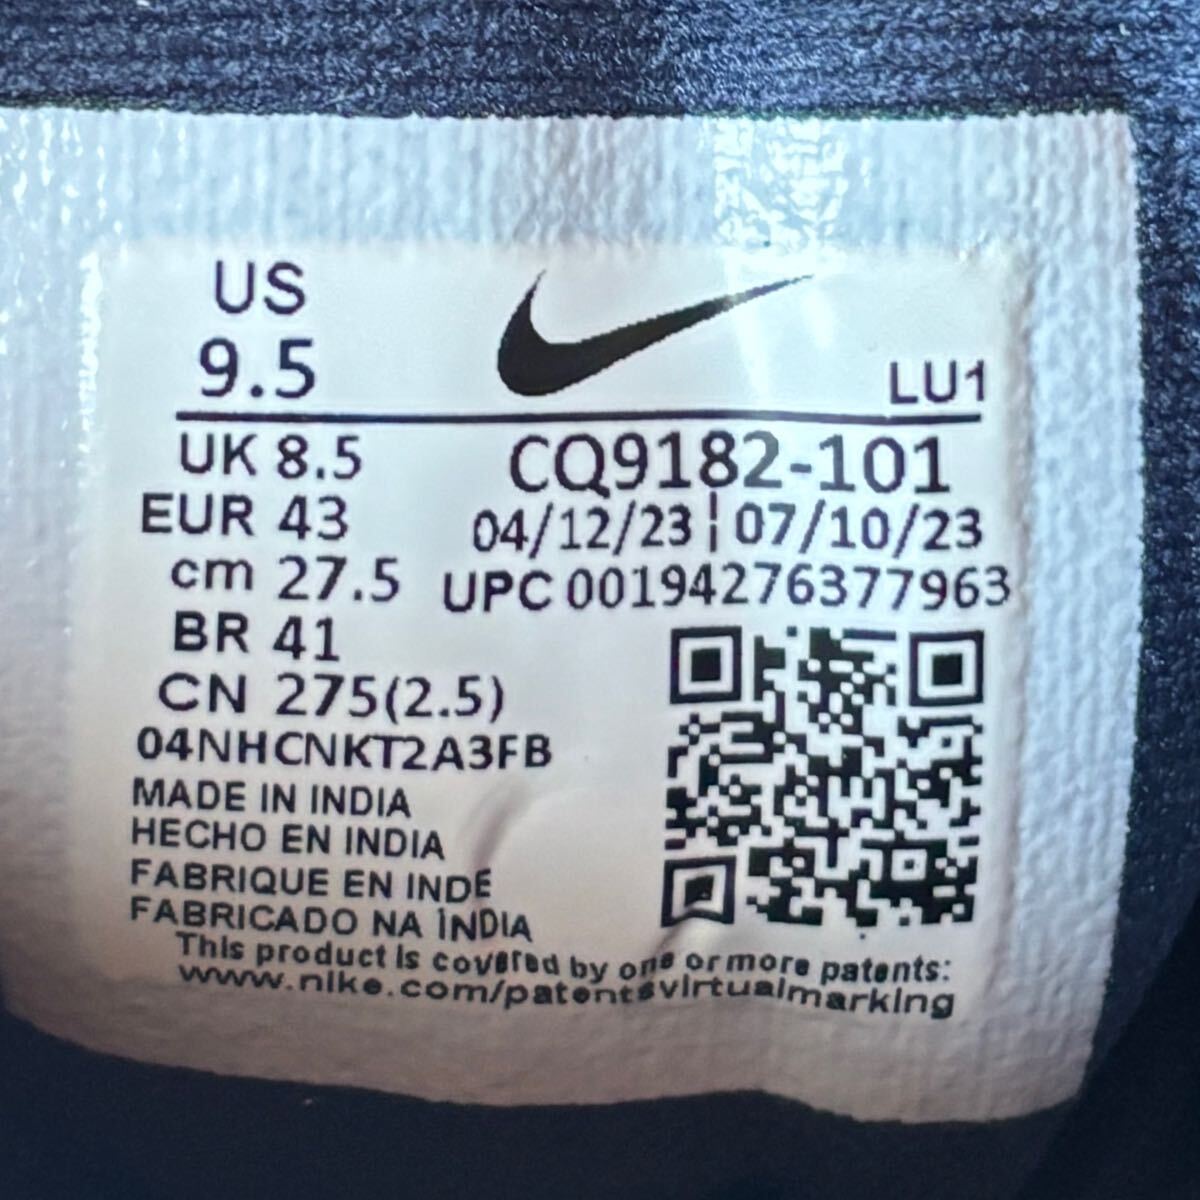 US
9.5
LU1
UK 8.5
CQ9182-101
EUR 43
04/12/23 | 07/10/23
cm 27.5
UPC 00194276377963
BR 41
CN 275(2.5)
04NHCNKT2A3FB
MADE IN INDIA
HECHO EN INDIA
FABRIQUE EN INDE
FABRICADO NA ÍNDIA
This product is covered by one or more patents:
www.nike.com/patentsvirtualmarking